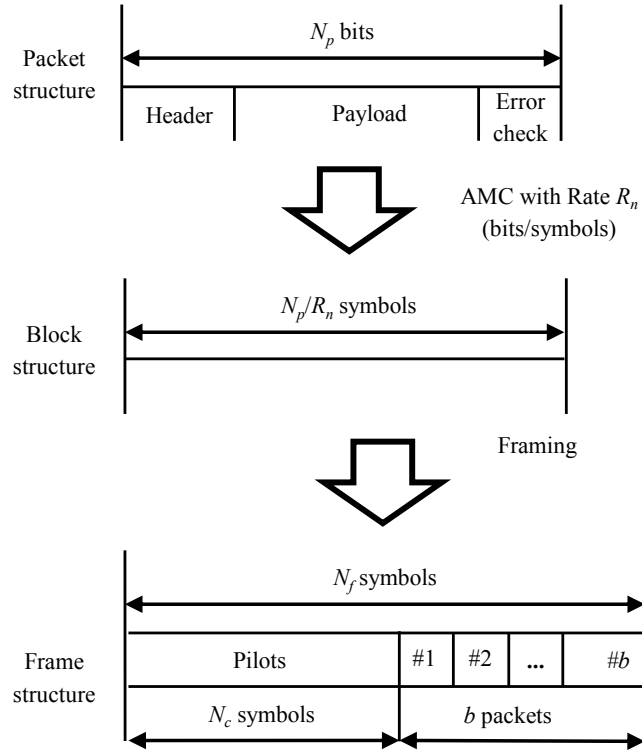 N_p bits
Packet
structure
Header
Payload
Error
check
AMC with Rate R_n
(bits/symbols)
N_p/R_n symbols
Block
structure
Framing
N_f symbols
Frame
structure
Pilots
#1
#2
...
#b
N_c symbols
b packets